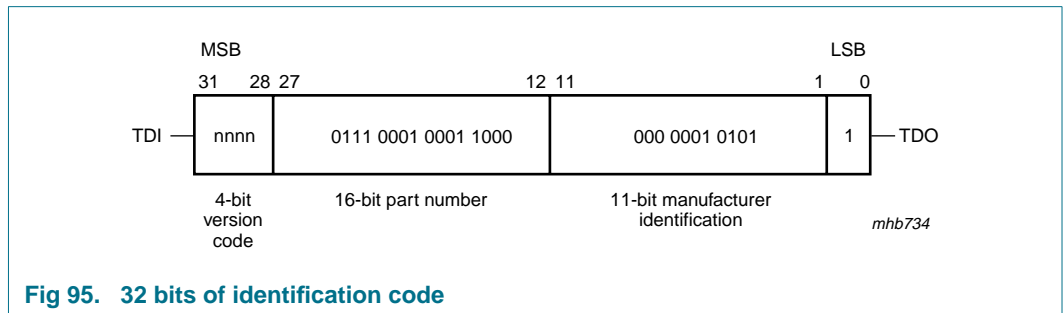 MSB LSB
31 28 27 12 11 1 0
TDI nnnn 0111 0001 0001 1000 000 0001 0101 1 TDO
4-bit 16-bit part number 11-bit manufacturer
version identification
code mhb734
Fig 95. 32 bits of identification code